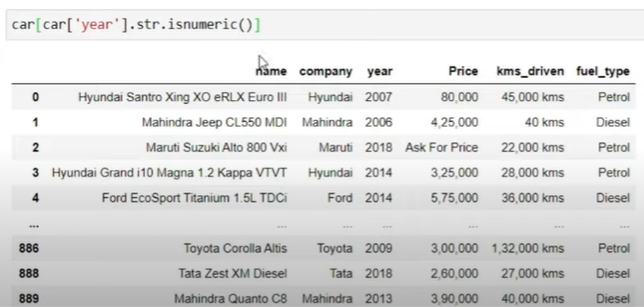 car[car['year'].str.isnumeric()]
name company year Price kms_driven fuel_type
0 Hyundai Santro Xing XO eRLX Euro III Hyundai 2007 80,000 45,000 kms Petrol
1 Mahindra Jeep CL550 MDI Mahindra 2006 4,25,000 40 kms Diesel
2 Maruti Suzuki Alto 800 Vxi Maruti 2018 Ask For Price 22,000 kms Petrol
3 Hyundai Grand i10 Magna 1.2 Kappa VTVT Hyundai 2014 3,25,000 28,000 kms Petrol
4 Ford EcoSport Titanium 1.5L TDCi Ford 2014 5,75,000 36,000 kms Diesel
... ... ... ... ... ... ...
886 Toyota Corolla Altis Toyota 2009 3,00,000 1,32,000 kms Petrol
888 Tata Zest XM Diesel Tata 2018 2,60,000 27,000 kms Diesel
889 Mahindra Quanto C8 Mahindra 2013 3,90,000 40,000 kms Diesel